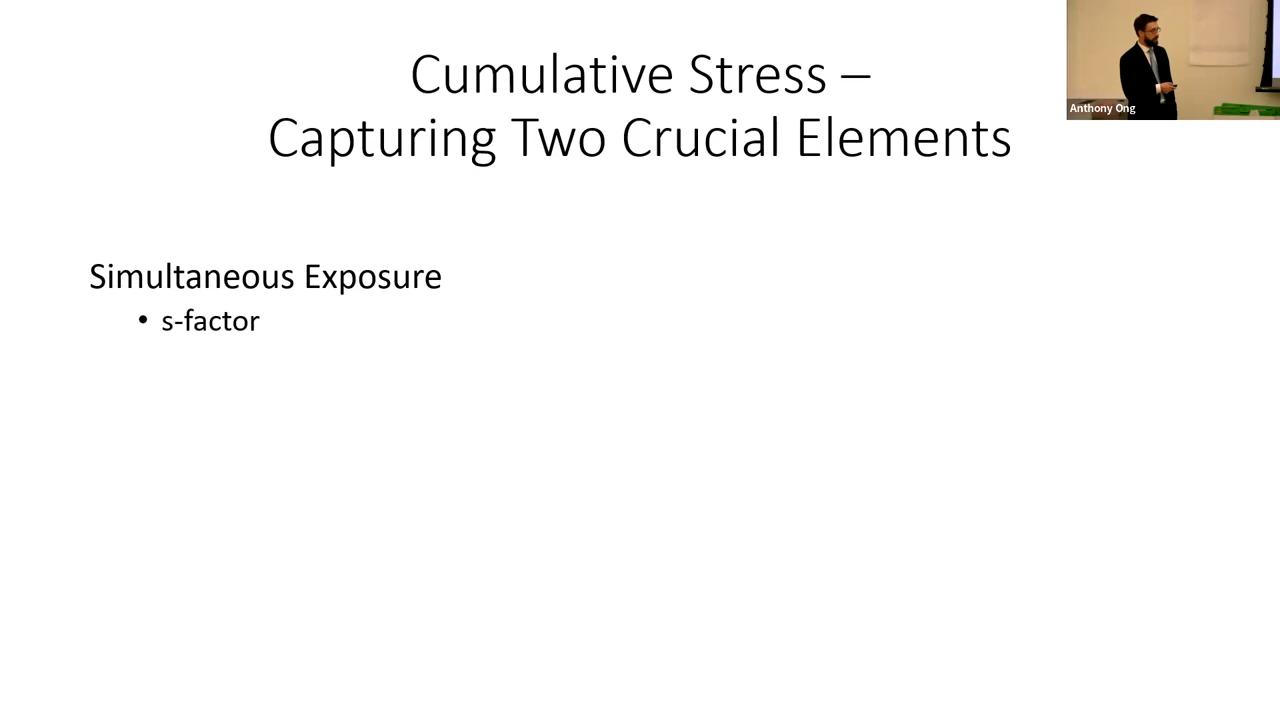 Cumulative Stress –
Capturing Two Crucial Elements
Anthony Ong
Simultaneous Exposure
• s-factor